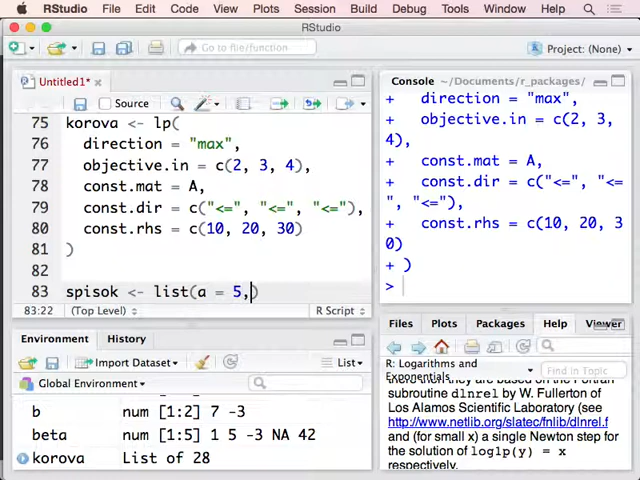 RStudio File Edit Code View Plots Session Build Debug Tools Window Help
RStudio
Go to file/function
Project: (None)
Untitled1*
Source
75 korova <- lp(
76 direction = "max",
77 objective.in = c(2, 3, 4),
78 const.mat = A,
79 const.dir = c("<=", "<=", "<="),
80 const.rhs = c(10, 20, 30)
81 )
82
83 spisok <- list(a = 5,)
83:22 (Top Level) R Script
Environment History
Import Dataset List
Global Environment
b num [1:2] 7 -3
beta num [1:5] 1 5 -3 NA 42
korova List of 28
Console ~/Documents/r_packages/
+ direction = "max",
+ objective.in = c(2, 3,
4),
+ const.mat = A,
+ const.dir = c("<=", "<=
", "<="),
+ const.rhs = c(10, 20, 3
0)
+ )
>
Files Plots Packages Help Viewer
R: Logarithms and
Exponentials
Find in Topic
subroutine dlnrel by W. Fullerton of
Los Alamos Scientific Laboratory (see
http://www.netlib.org/slatec/fnlib/dlnrel.f
and (for small x) a single Newton step for
the solution of log1p(y) = x
respectively.